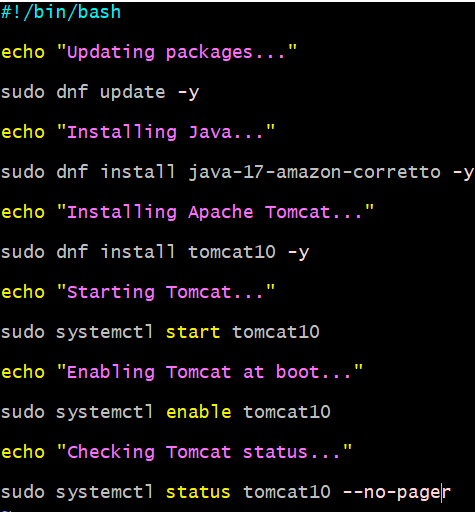 #!/bin/bash
echo "Updating packages..."
sudo dnf update -y
echo "Installing Java..."
sudo dnf install java-17-amazon-corretto -y
echo "Installing Apache Tomcat..."
sudo dnf install tomcat10 -y
echo "Starting Tomcat..."
sudo systemctl start tomcat10
echo "Enabling Tomcat at boot..."
sudo systemctl enable tomcat10
echo "Checking Tomcat status..."
sudo systemctl status tomcat10 --no-pager